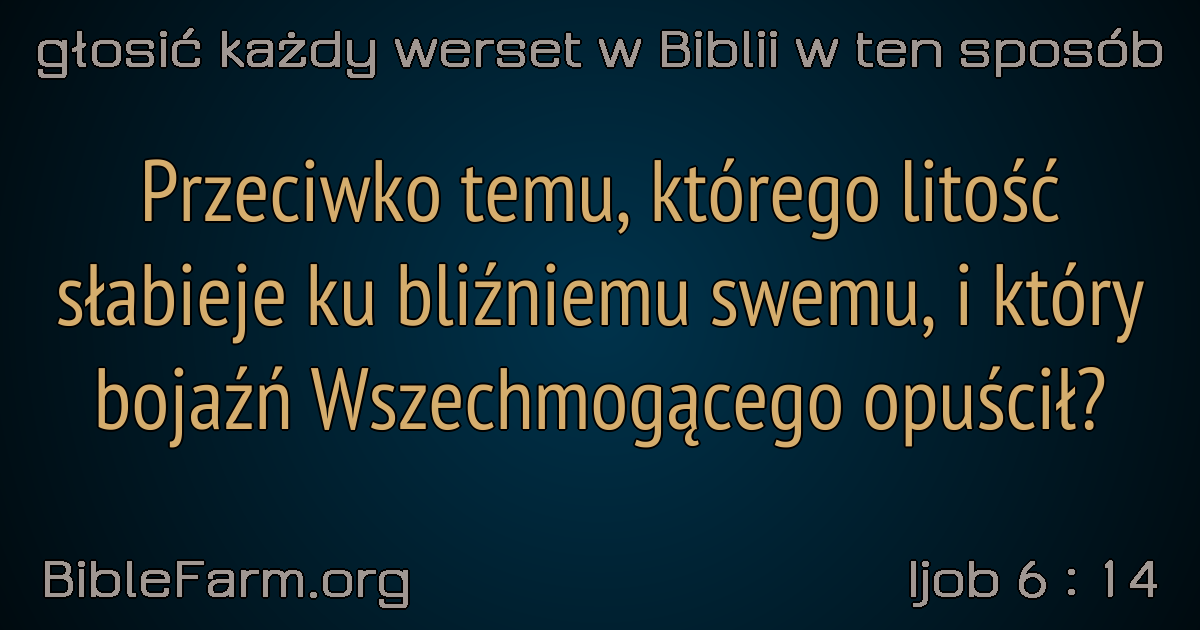 głosić każdy werset w Biblii w ten sposób
Przeciwko temu, którego litość
słabieje ku bliźniemu swemu, i który
bojaźń Wszechmogącego opuścił?
BibleFarm.org
Ijob 6 : 14